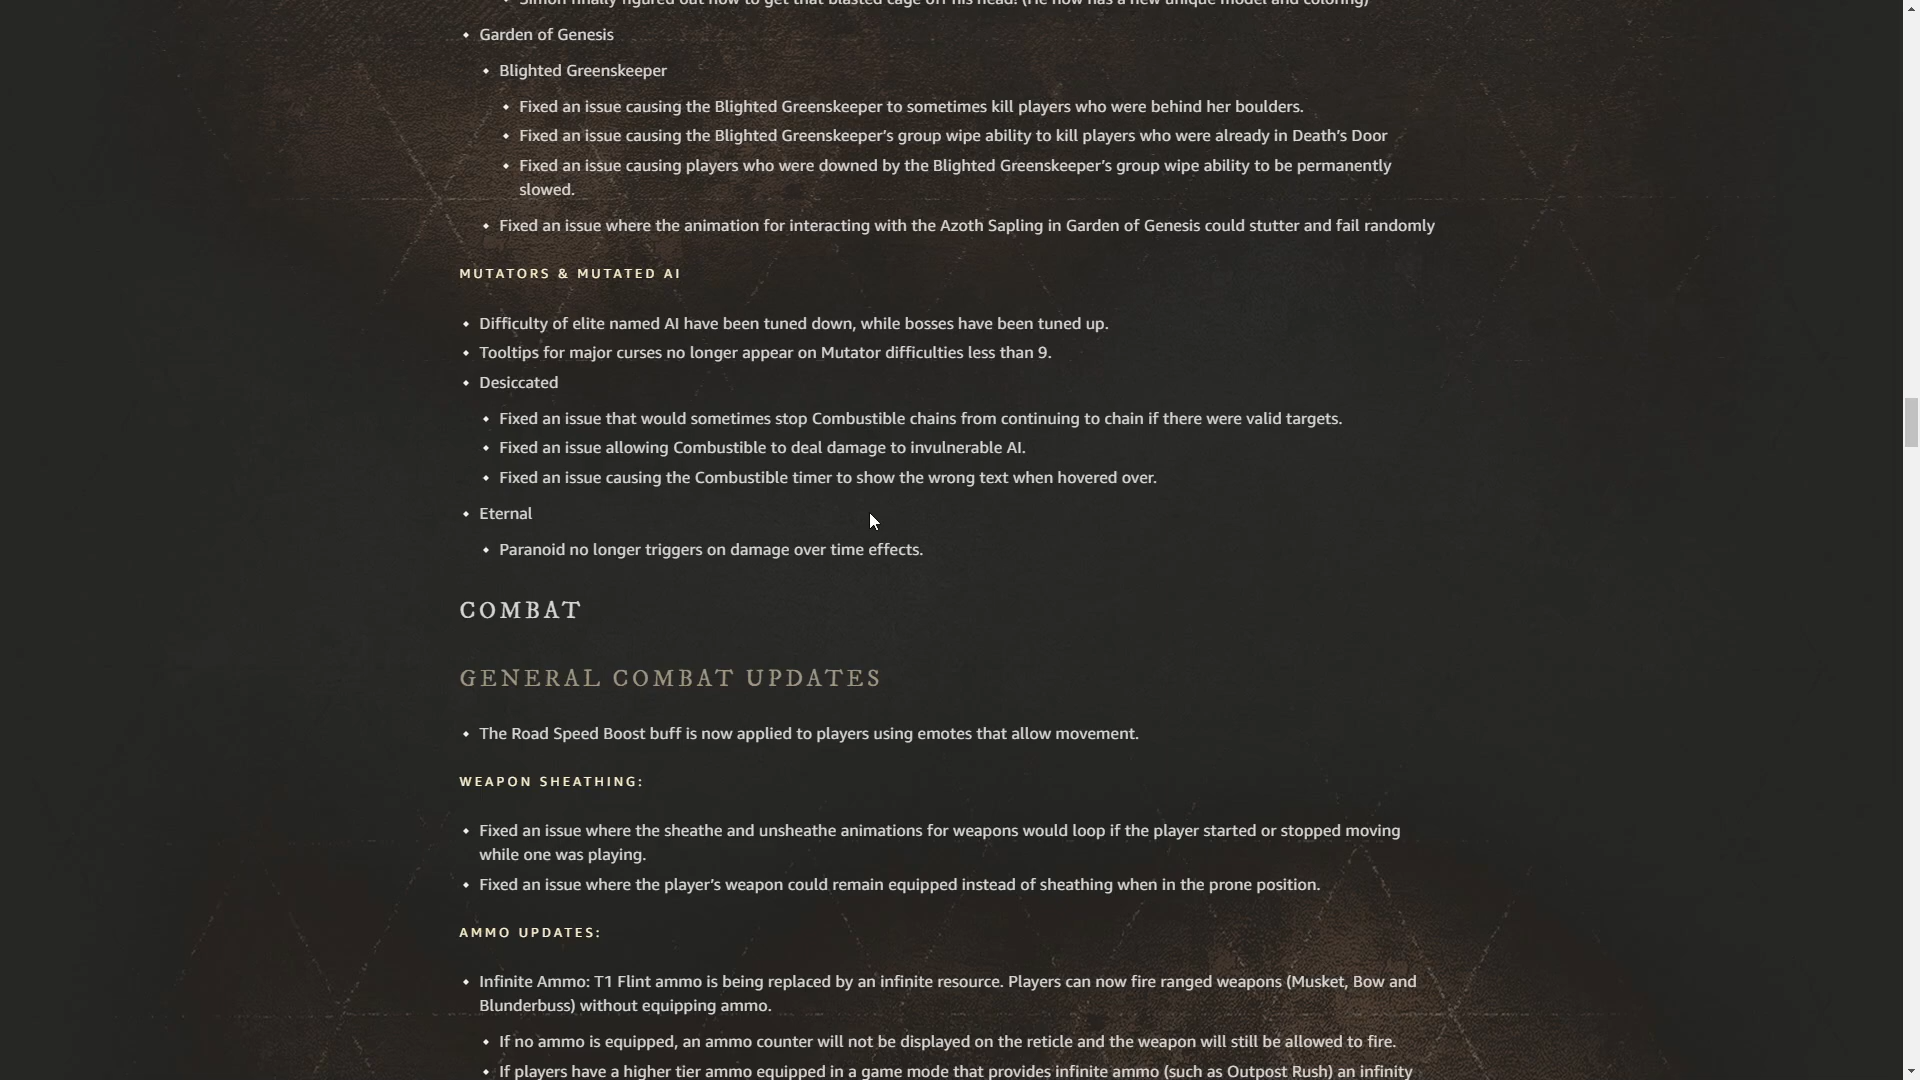 Simon finally figured out how to get that blasted cage off his head! (He now has a new unique model and coloring)
Garden of Genesis
Blighted Greenskeeper
Fixed an issue causing the Blighted Greenskeeper to sometimes kill players who were behind her boulders.
Fixed an issue causing the Blighted Greenskeeper’s group wipe ability to kill players who were already in Death’s Door
Fixed an issue causing players who were downed by the Blighted Greenskeeper’s group wipe ability to be permanently
slowed.
Fixed an issue where the animation for interacting with the Azoth Sapling in Garden of Genesis could stutter and fail randomly
MUTATORS & MUTATED AI
Difficulty of elite named AI have been tuned down, while bosses have been tuned up.
Tooltips for major curses no longer appear on Mutator difficulties less than 9.
Desiccated
Fixed an issue that would sometimes stop Combustible chains from continuing to chain if there were valid targets.
Fixed an issue allowing Combustible to deal damage to invulnerable AI.
Fixed an issue causing the Combustible timer to show the wrong text when hovered over.
Eternal
Paranoid no longer triggers on damage over time effects.
COMBAT
GENERAL COMBAT UPDATES
The Road Speed Boost buff is now applied to players using emotes that allow movement.
WEAPON SHEATHING:
Fixed an issue where the sheathe and unsheathe animations for weapons would loop if the player started or stopped moving
while one was playing.
Fixed an issue where the player’s weapon could remain equipped instead of sheathing when in the prone position.
AMMO UPDATES:
Infinite Ammo: T1 Flint ammo is being replaced by an infinite resource. Players can now fire ranged weapons (Musket, Bow and
Blunderbuss) without equipping ammo.
If no ammo is equipped, an ammo counter will not be displayed on the reticle and the weapon will still be allowed to fire.
If players have a higher tier ammo equipped in a game mode that provides infinite ammo (such as Outpost Rush) an infinity